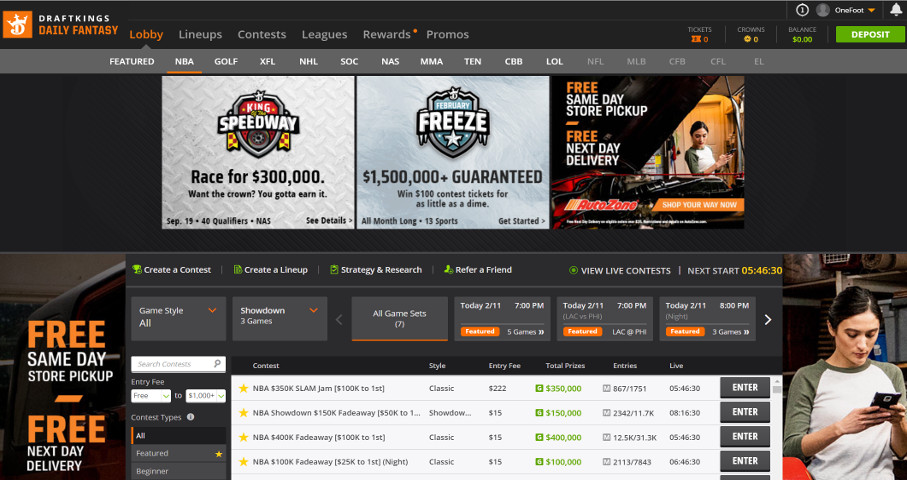 DRAFTKINGS
DAILY FANTASY
Lobby Lineups Contests Leagues Rewards Promos
1 OneFoot
TICKETS 0 CROWNS 0 BALANCE $0.00 DEPOSIT
FEATURED NBA GOLF XFL NHL SOC NAS MMA TEN CBB LOL NFL MLB CFB CFL EL
KING
SPEEDWAY
Race for $300,000.
Want the crown? You gotta earn it.
Sep. 19 • 40 Qualifiers • NAS See Details >
FEBRUARY
FREEZE
$1,500,000+ GUARANTEED
Win $100 contest tickets for
as little as a dime.
All Month Long • 13 Sports Get Started >
FREE
SAME DAY
STORE PICKUP
FREE
NEXT DAY
DELIVERY
AutoZone SHOP YOUR WAY NOW
FREE
SAME DAY
STORE PICKUP
FREE
NEXT DAY
DELIVERY
Create a Contest | Create a Lineup | Strategy & Research | Refer a Friend
VIEW LIVE CONTESTS | NEXT START 05:46:30
Game Style
All
Showdown
3 Games
All Game Sets
(7)
Today 2/11 7:00 PM
Featured 5 Games »
Today 2/11 7:00 PM
(LAC vs PHI)
Featured LAC @ PHI
Today 2/11 8:00 PM
(Night)
Featured 3 Games »
Search Contests
Entry Fee
Free to $1,000+
Contest Types
All
Featured
Beginner
Contest Style Entry Fee Total Prizes Entries Live
NBA $350K SLAM Jam [$100K to 1st] Classic $222 G $350,000 M 867/1751 05:46:30 ENTER
NBA Showdown $150K Fadeaway [$50K to 1... Showdow... $15 G $150,000 M 2342/11.7K 08:16:30 ENTER
NBA $400K Fadeaway [$100K to 1st] Classic $15 G $400,000 M 12.5K/31.3K 05:46:30 ENTER
NBA $100K Fadeaway [$25K to 1st] (Night) Classic $15 G $100,000 M 2113/7843 06:46:30 ENTER